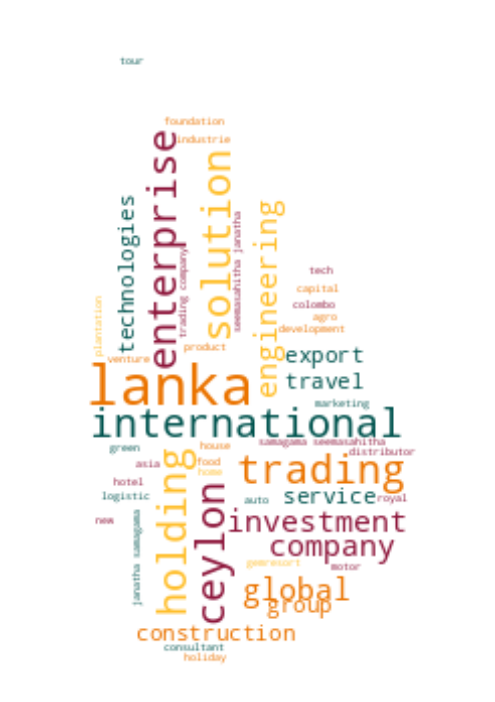 tour
foundation
industrie
enterprise
solution
technologies
engineering
trading company
seemasahitha janatha
tech
capital
colombo
agro
development
plantation
venture
product
export
travel
lanka
marketing
international
samagama seemasahitha
green
house
distributor
asia
food
home
trading
hotel
logistic
auto
service
royal
holding
ceylon
new
investment
janatha samagama
company
gem
resort
motor
global
group
construction
consultant
holiday